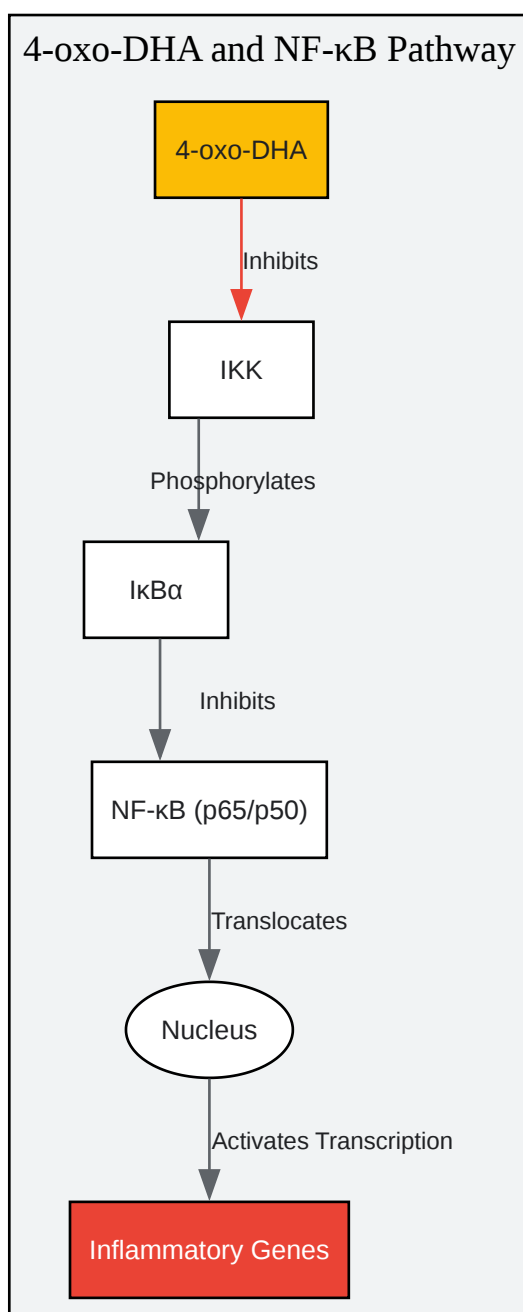 4-oxo-DHA and NF-κB Pathway
4-oxo-DHA
Inhibits
IKK
Phosphorylates
IκBα
Inhibits
NF-κB (p65/p50)
Translocates
Nucleus
Activates Transcription
Inflammatory Genes